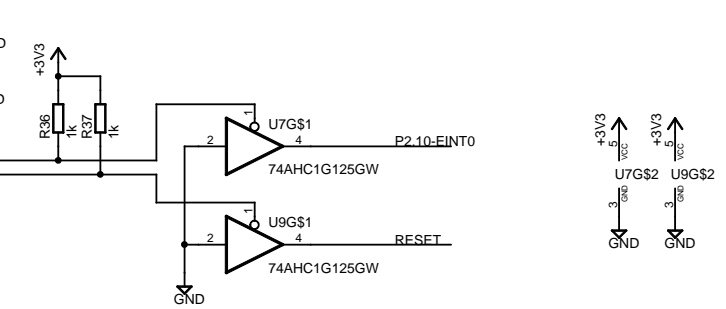 +3V3
R36
1k
R37
1k
1
U7G$1
2
4
P2.10-EINT0
74AHC1G125GW
1
U9G$1
2
4
RESET
74AHC1G125GW
GND
+3V3
5
VCC
+3V3
5
VCC
U7G$2
U9G$2
3
GND
3
GND
GND
GND